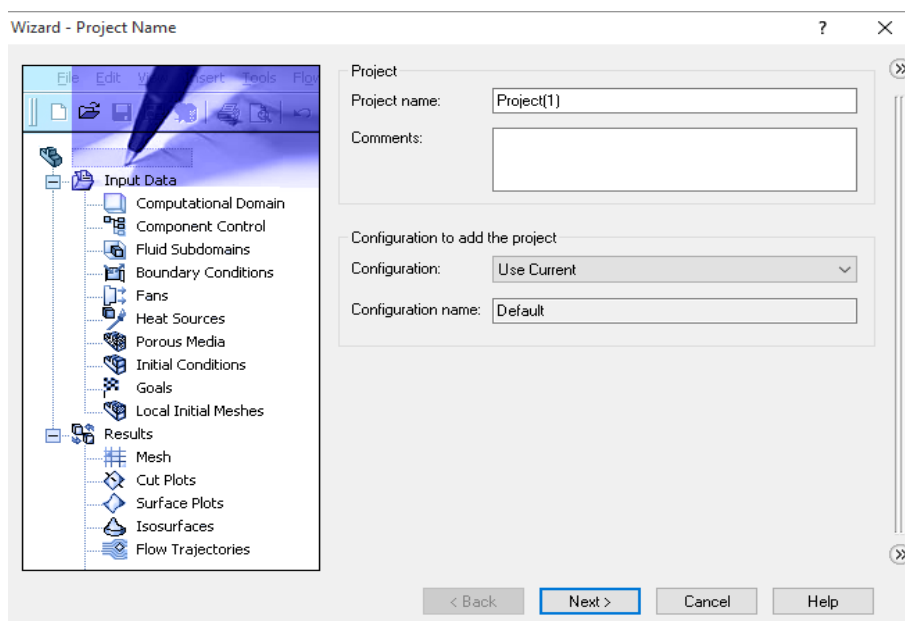 Wizard - Project Name
?
File Edit View Insert Tools Flow
Input Data
Computational Domain
Component Control
Fluid Subdomains
Boundary Conditions
Fans
Heat Sources
Porous Media
Initial Conditions
Goals
Local Initial Meshes
Results
Mesh
Cut Plots
Surface Plots
Isosurfaces
Flow Trajectories
Project
Project name: Project(1)
Comments:
Configuration to add the project
Configuration: Use Current
Configuration name: Default
< Back Next > Cancel Help